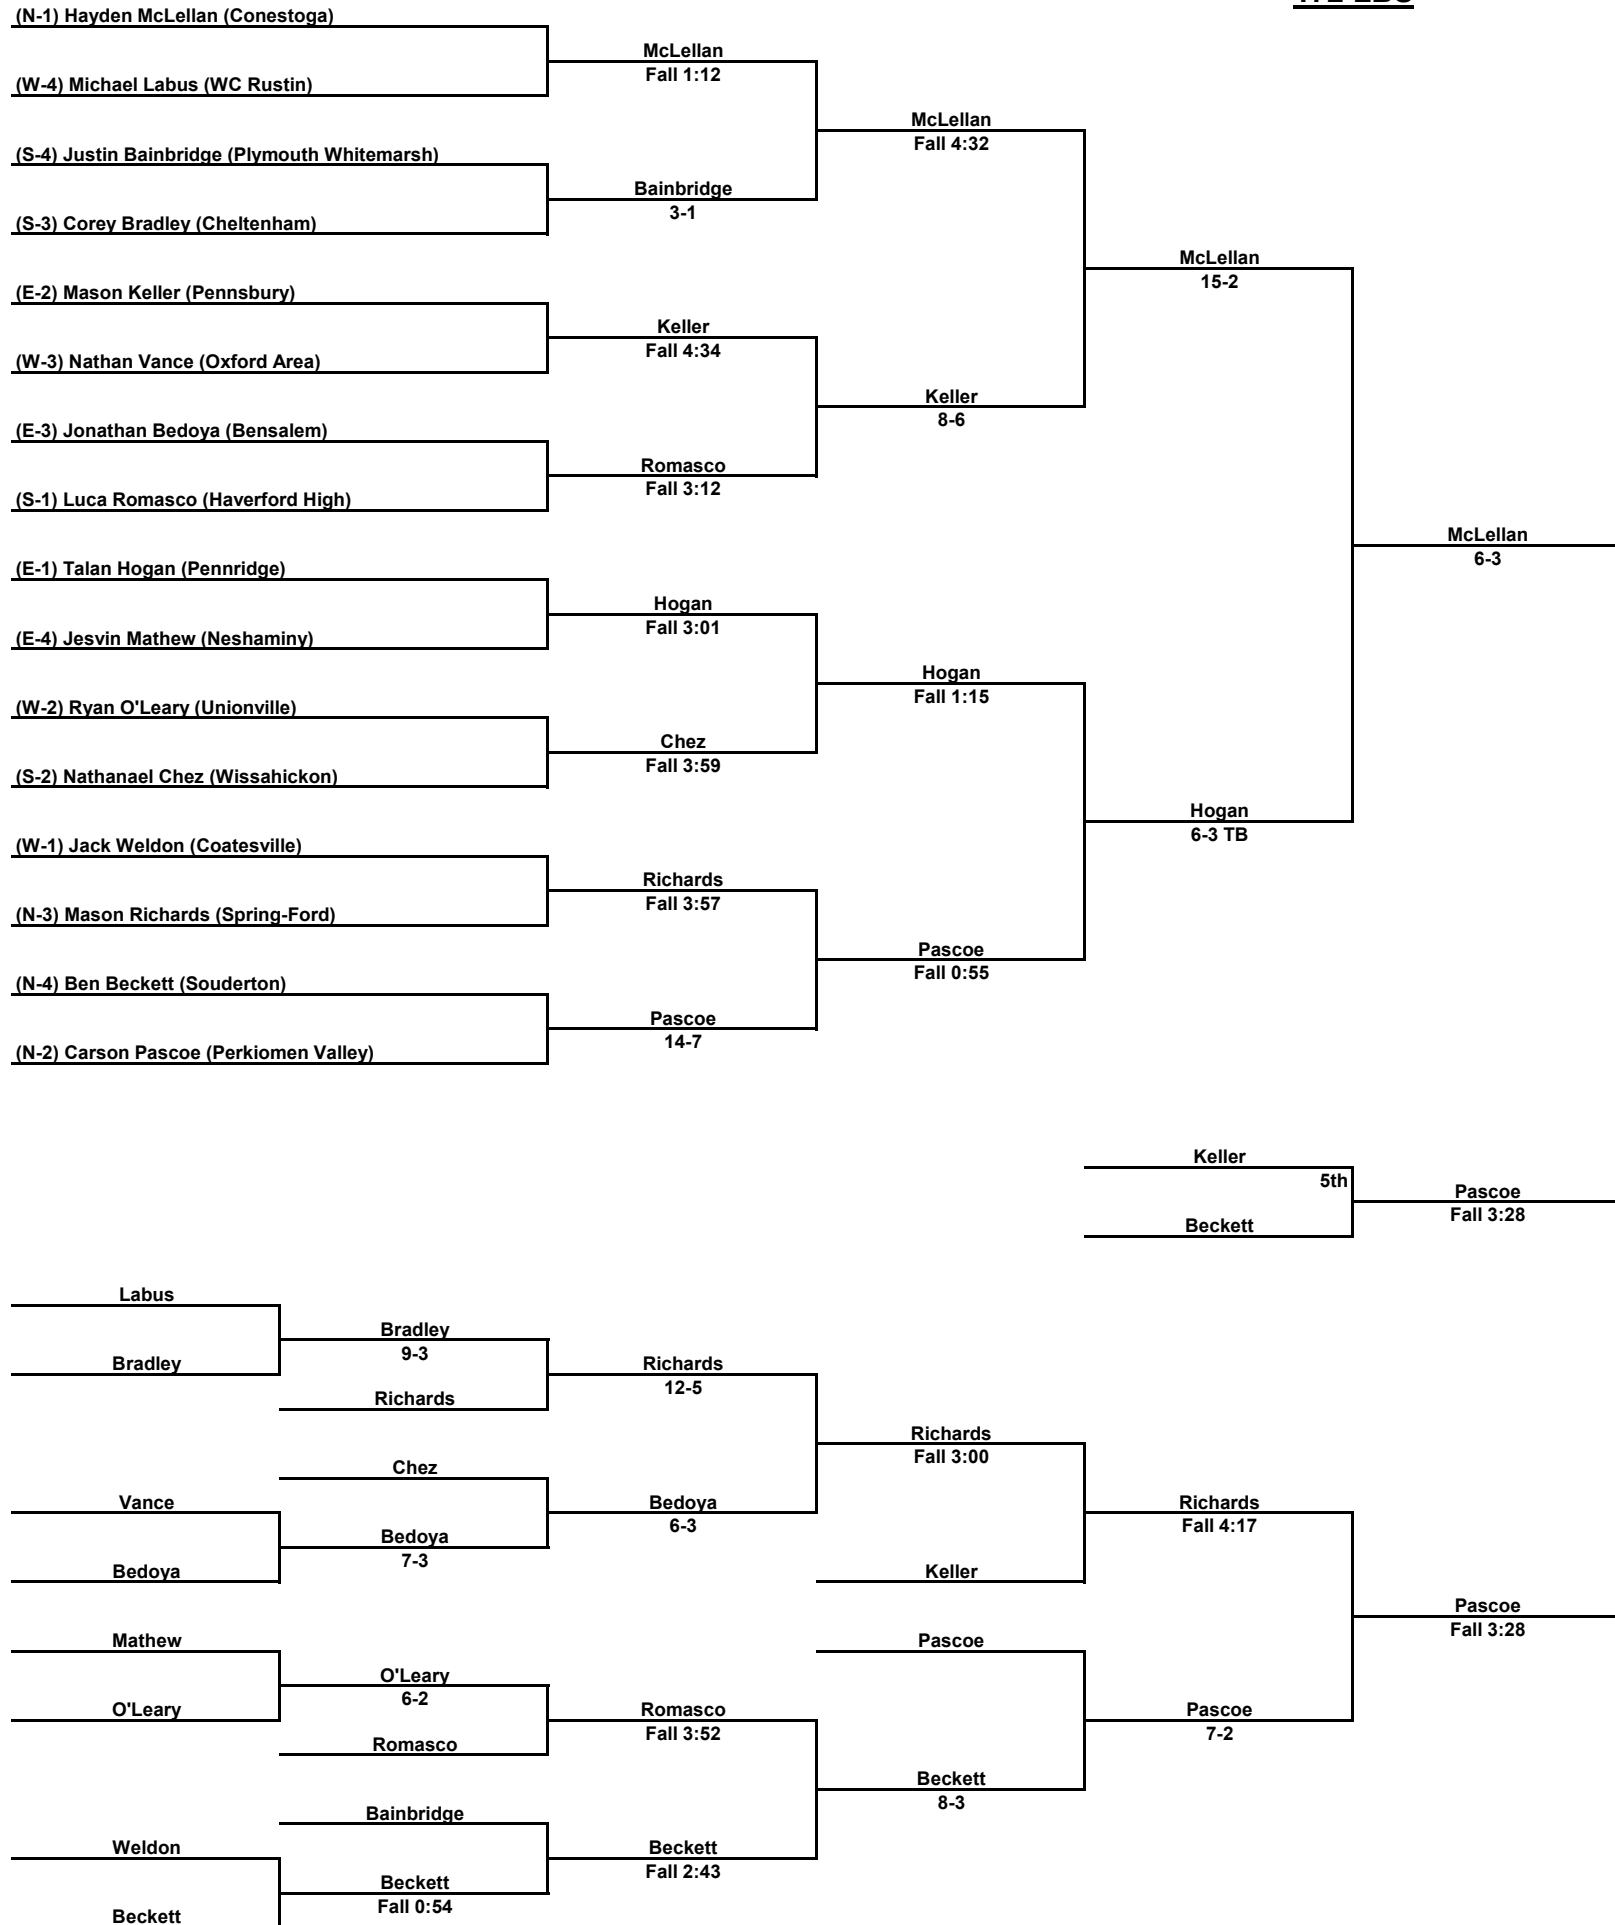 (N-1) Hayden McLellan (Conestoga)
McLellan
Fall 1:12
(W-4) Michael Labus (WC Rustin)
McLellan
Fall 4:32
(S-4) Justin Bainbridge (Plymouth Whitemarsh)
Bainbridge
3-1
(S-3) Corey Bradley (Cheltenham)
McLellan
15-2
(E-2) Mason Keller (Pennsbury)
Keller
Fall 4:34
(W-3) Nathan Vance (Oxford Area)
Keller
8-6
(E-3) Jonathan Bedoya (Bensalem)
Romasco
Fall 3:12
(S-1) Luca Romasco (Haverford High)
McLellan
6-3
(E-1) Talan Hogan (Pennridge)
Hogan
Fall 3:01
(E-4) Jesvin Mathew (Neshaminy)
Hogan
Fall 1:15
(W-2) Ryan O'Leary (Unionville)
Chez
Fall 3:59
(S-2) Nathanael Chez (Wissahickon)
Hogan
6-3 TB
(W-1) Jack Weldon (Coatesville)
Richards
Fall 3:57
(N-3) Mason Richards (Spring-Ford)
Pascoe
Fall 0:55
(N-4) Ben Beckett (Souderton)
Pascoe
14-7
(N-2) Carson Pascoe (Perkiomen Valley)
Keller
5th
Pascoe
Fall 3:28
Beckett
Labus
Bradley
9-3
Bradley
Richards
12-5
Richards
Richards
Fall 3:00
Chez
Vance
Bedoya
6-3
Richards
Fall 4:17
Bedoya
7-3
Bedoya
Keller
Pascoe
Fall 3:28
Mathew
Pascoe
O'Leary
6-2
O'Leary
Romasco
Fall 3:52
Pascoe
7-2
Romasco
Beckett
8-3
Bainbridge
Weldon
Beckett
Fall 2:43
Beckett
Fall 0:54
Beckett